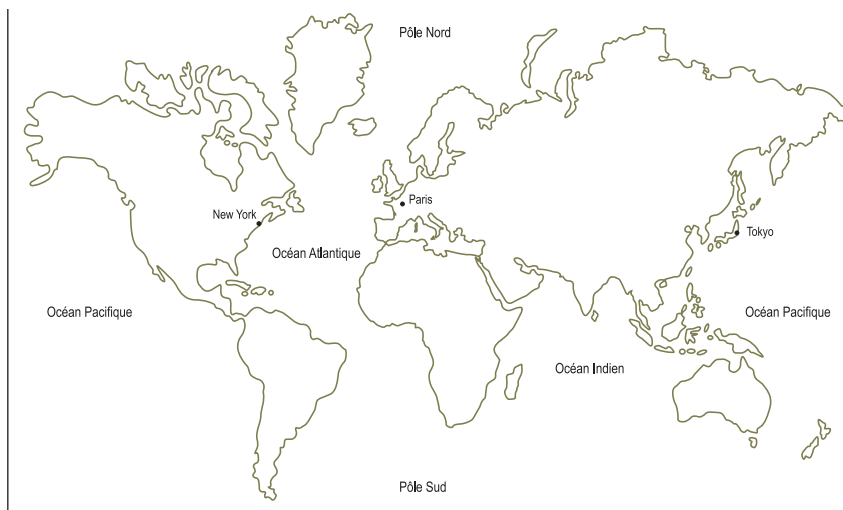 Pôle Nord
Paris
New York
Tokyo
Océan Atlantique
Océan Pacifique
Océan Pacifique
Océan Indien
Pôle Sud